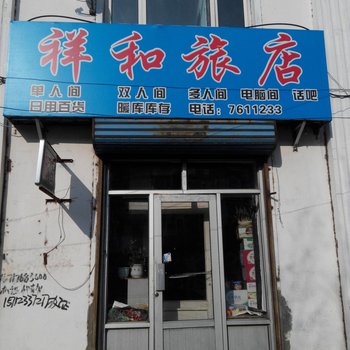 祥和旅店
单人间 双人间 多人间 电脑间 话吧
日用百货 暖库库存 电话：7611233